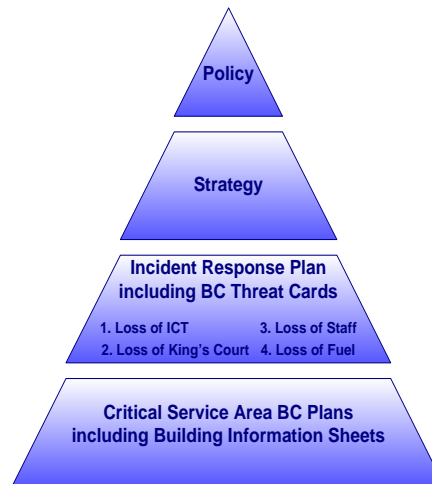 Policy
Strategy
Incident Response Plan
including BC Threat Cards
1. Loss of ICT 3. Loss of Staff
2. Loss of King's Court 4. Loss of Fuel
Critical Service Area BC Plans
including Building Information Sheets